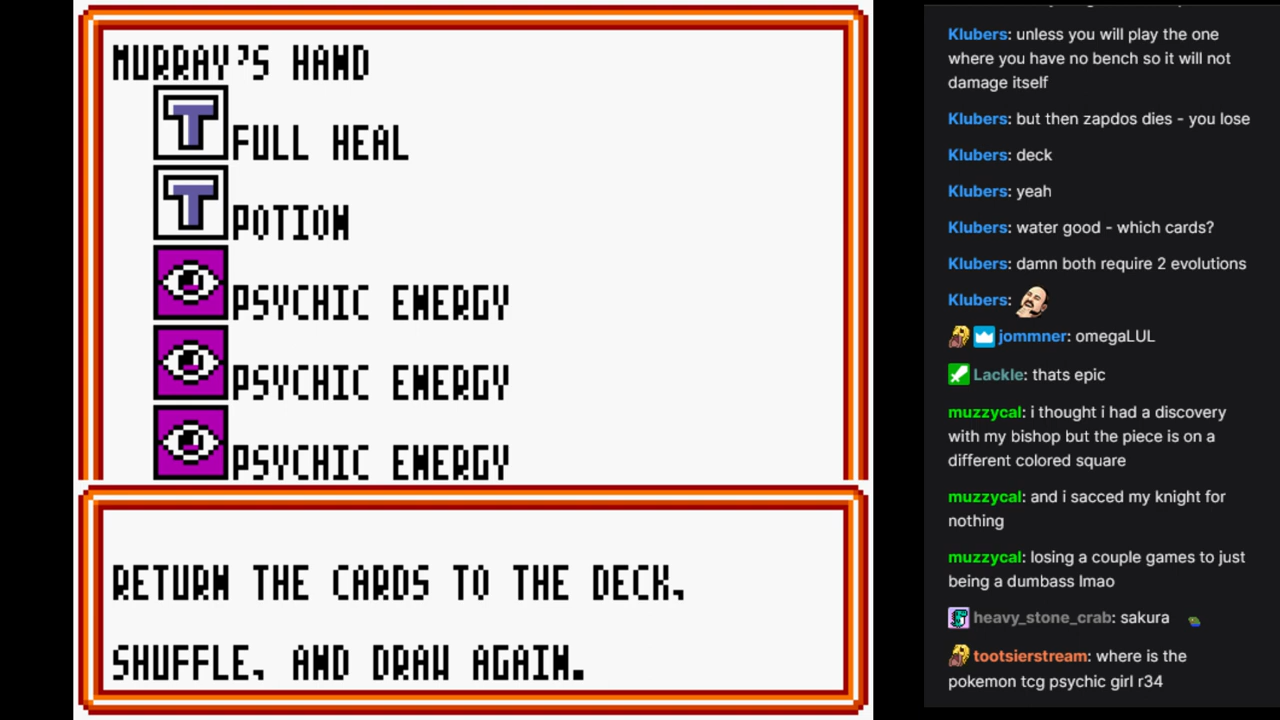 MURRAY'S HAND
FULL HEAL
POTION
PSYCHIC ENERGY
PSYCHIC ENERGY
PSYCHIC ENERGY
RETURN THE CARDS TO THE DECK,
SHUFFLE, AND DRAW AGAIN.
Klubers: unless you will play the one
where you have no bench so it will not
damage itself
Klubers: but then zapdos dies - you lose
Klubers: deck
Klubers: yeah
Klubers: water good - which cards?
Klubers: damn both require 2 evolutions
Klubers:
jommner: omegaLUL
Lackle: thats epic
muzzycal: i thought i had a discovery
with my bishop but the piece is on a
different colored square
muzzycal: and i sacced my knight for
nothing
muzzycal: losing a couple games to just
being a dumbass lmao
heavy_stone_crab: sakura
tootsierstream: where is the
pokemon tcg psychic girl r34